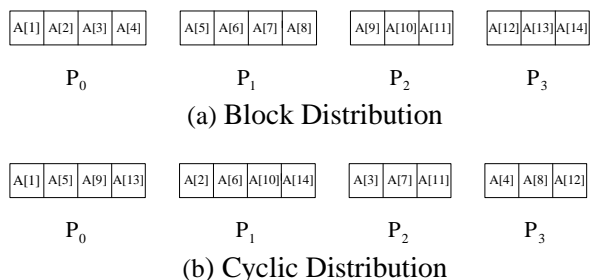 A[1] A[2] A[3] A[4] A[5] A[6] A[7] A[8] A[9] A[10] A[11] A[12] A[13] A[14]
P0 P1 P2 P3
(a) Block Distribution
A[1] A[5] A[9] A[13] A[2] A[6] A[10] A[14] A[3] A[7] A[11] A[4] A[8] A[12]
P0 P1 P2 P3
(b) Cyclic Distribution